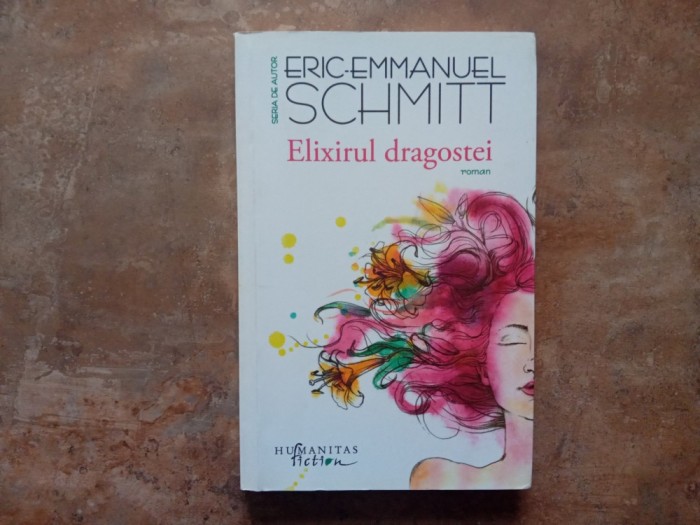 SERIA DE AUTOR
ERIC-EMMANUEL
SCHMITT
Elixirul dragostei
roman
HUMANITAS
fiction